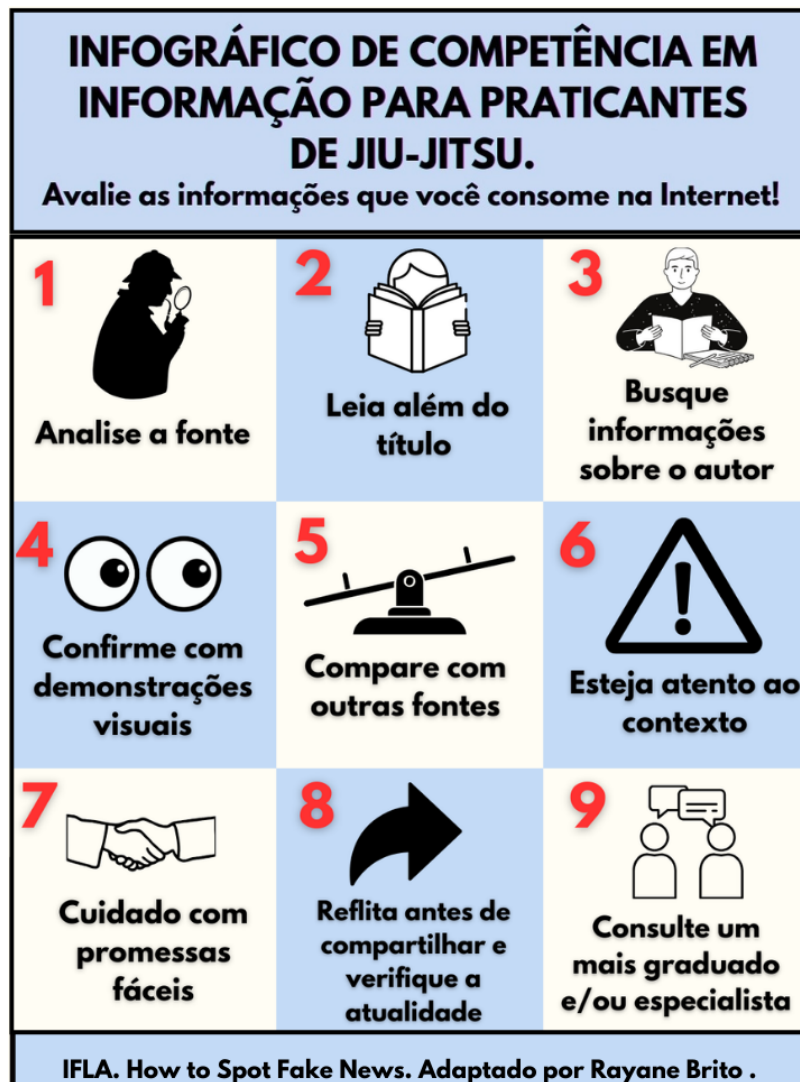 INFOGRÁFICO DE COMPETÊNCIA EM
INFORMAÇÃO PARA PRATICANTES
DE JIU-JITSU.
Avalie as informações que você consome na Internet!
1
Analise a fonte
2
Leia além do
título
3
Busque
informações
sobre o autor
4
Confirme com
demonstrações
visuais
5
Compare com
outras fontes
6
Esteja atento ao
contexto
7
Cuidado com
promessas
fáceis
8
Reflita antes de
compartilhar e
verifique a
atualidade
9
Consulte um
mais graduado
e/ou especialista
IFLA. How to Spot Fake News. Adaptado por Rayane Brito .